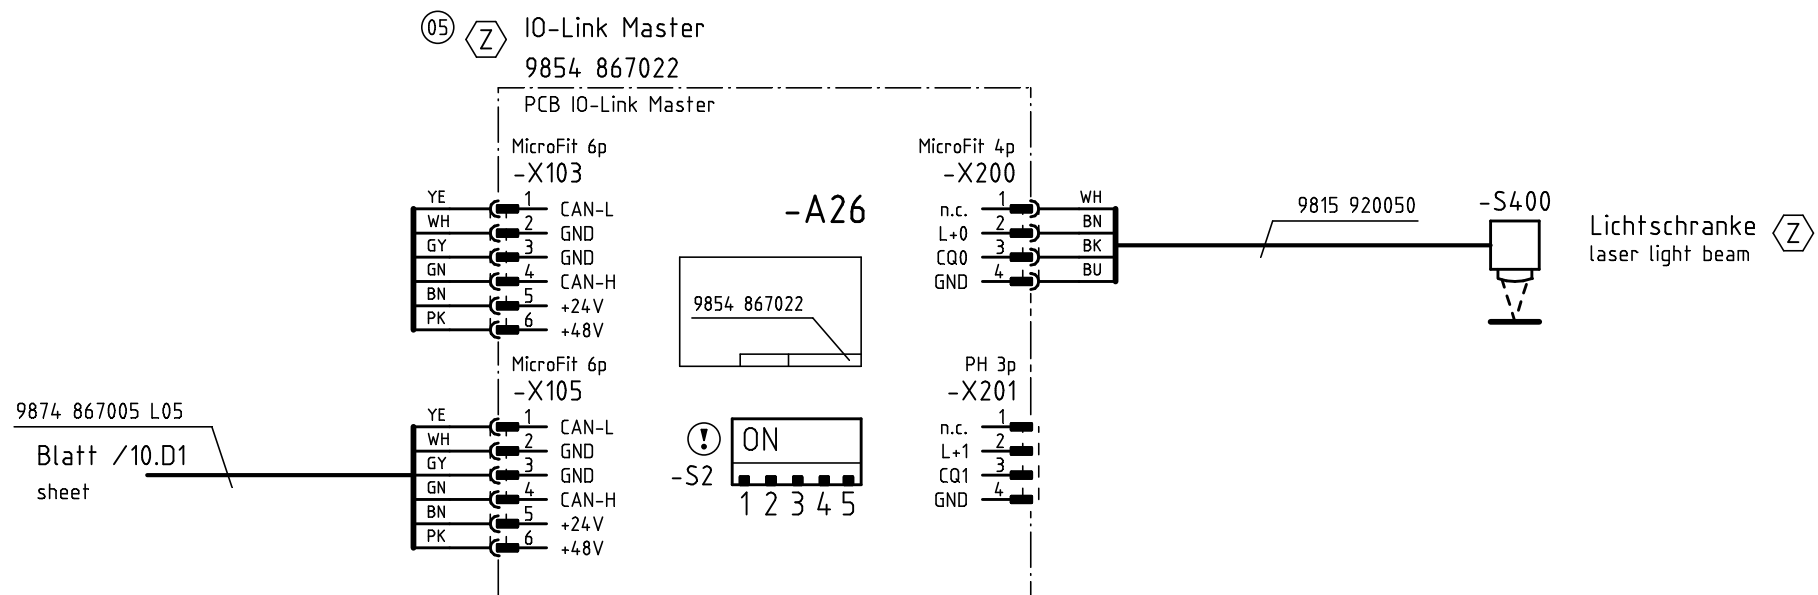 05 Z IO-Link Master
9854 867022
PCB IO-Link Master
MicroFit 6p
-X103
YE 1 CAN-L
WH 2 GND
GY 3 GND
GN 4 CAN-H
BN 5 +24V
PK 6 +48V
MicroFit 6p
-X105
YE 1 CAN-L
WH 2 GND
GY 3 GND
GN 4 CAN-H
BN 5 +24V
PK 6 +48V
9874 867005 L05
Blatt /10.D1
sheet
-A26
9854 867022
! ON
-S2
1 2 3 4 5
MicroFit 4p
-X200
n.c. 1 WH
L+0 2 BN
CQ0 3 BK
GND 4 BU
PH 3p
-X201
n.c. 1
L+1 2
CQ1 3
GND 4
9815 920050
-S400
Lichtschranke Z
laser light beam